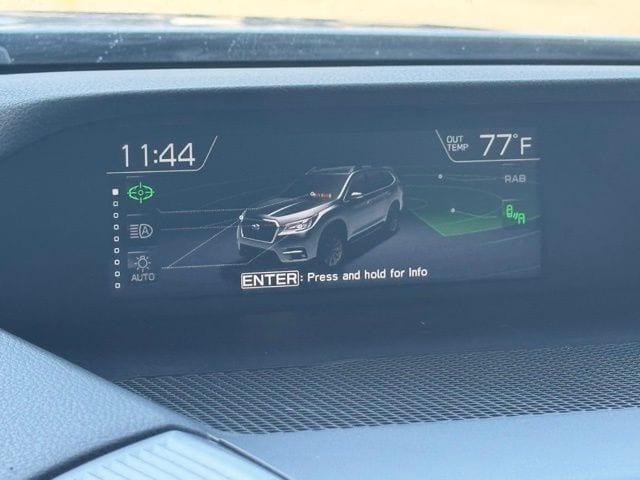 11:44
OUT
TEMP
77°F
RAB
A
A
AUTO
ENTER: Press and hold for Info